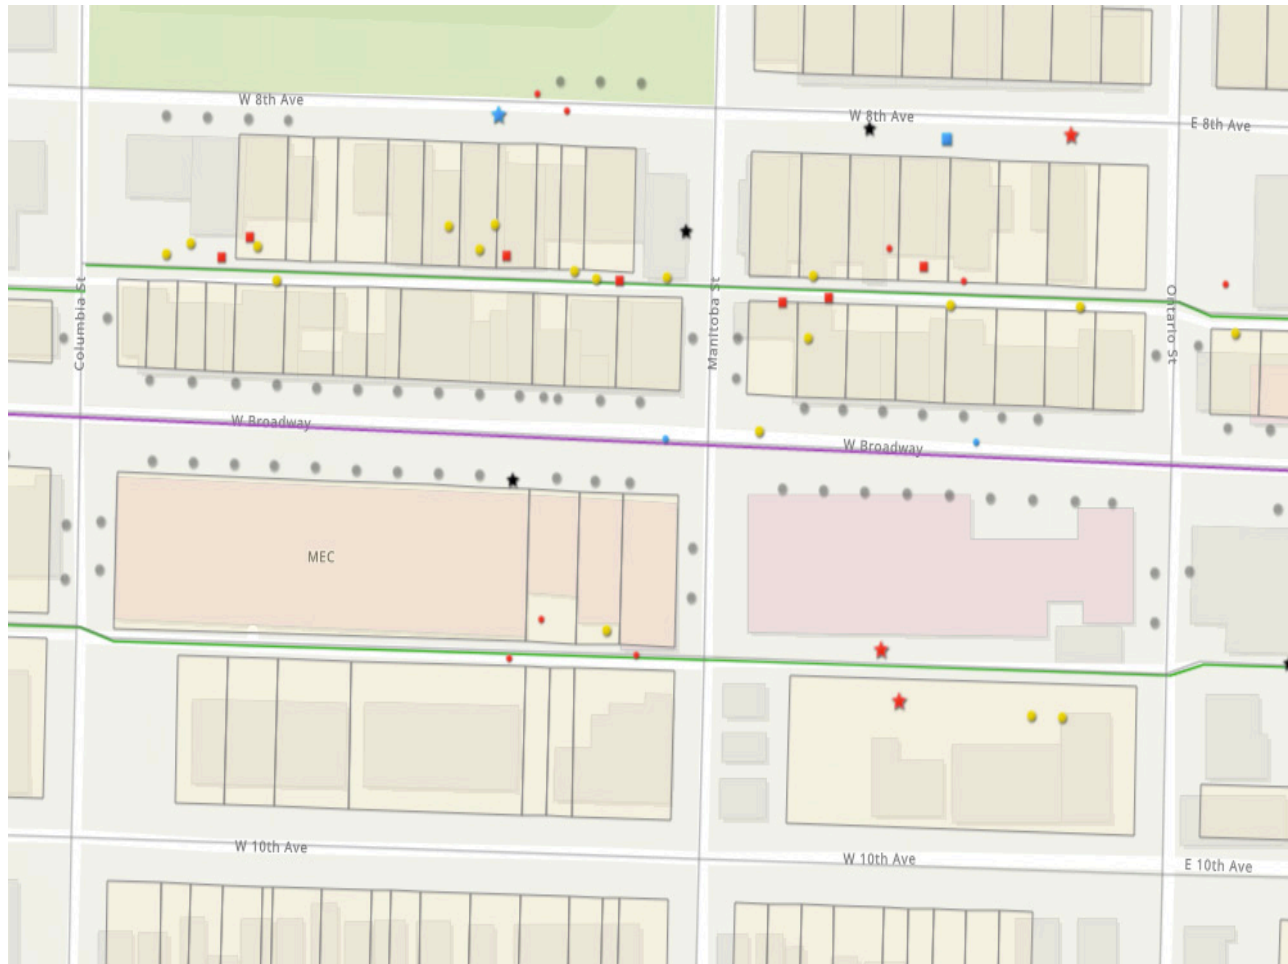 W 8th Ave
W 8th Ave
E 8th Ave
Columbia St
Manitoba St
Ontario St
W Broadway
W Broadway
MEC
W 10th Ave
W 10th Ave
E 10th Ave